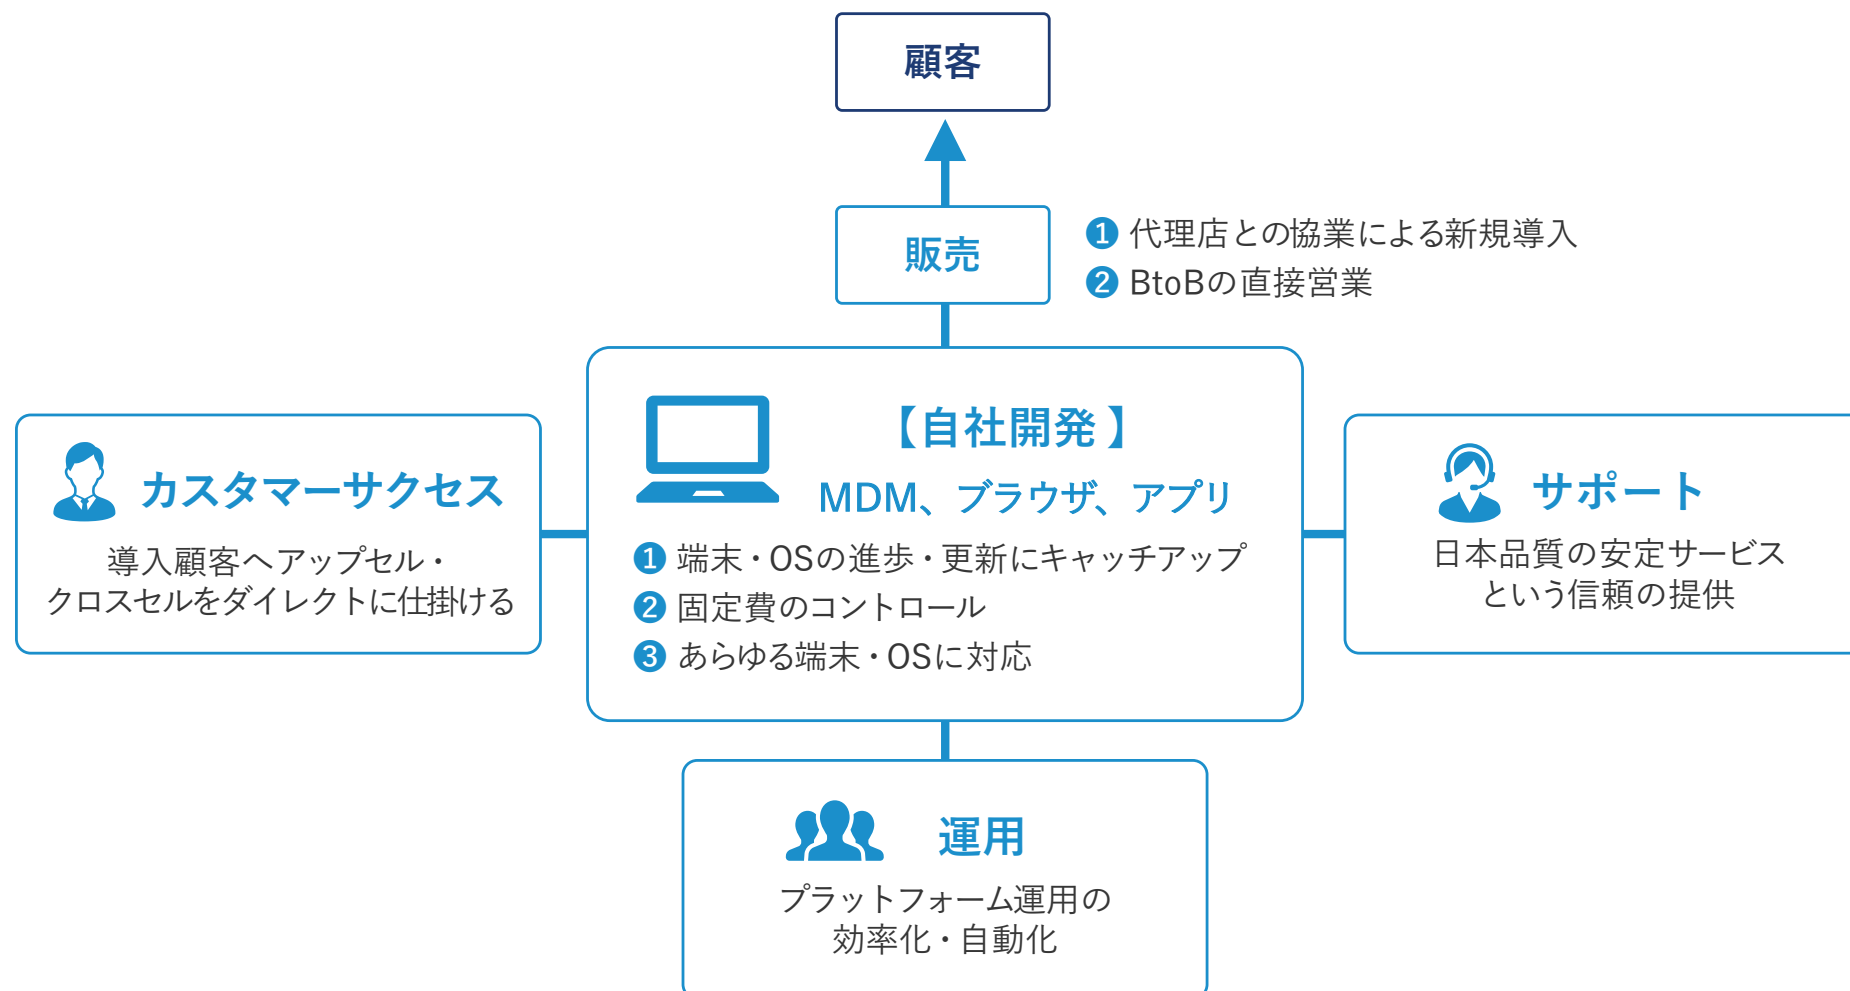 顧客
販売
❶ 代理店との協業による新規導入
❷ BtoBの直接営業
【自社開発】
MDM、ブラウザ、アプリ
❶ 端末・OSの進歩・更新にキャッチアップ
❷ 固定費のコントロール
❸ あらゆる端末・OSに対応
カスタマーサクセス
導入顧客へアップセル・
クロスセルをダイレクトに仕掛ける
サポート
日本品質の安定サービス
という信頼の提供
運用
プラットフォーム運用の
効率化・自動化